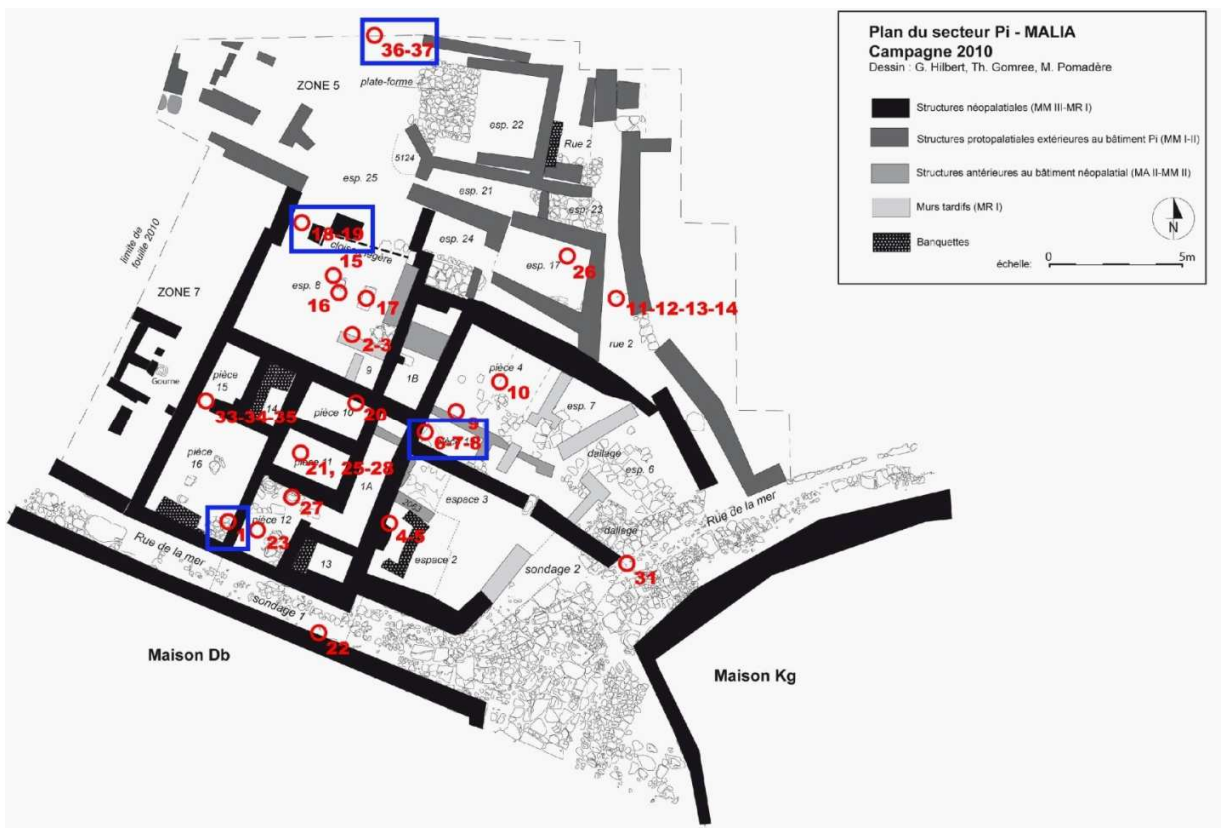 Plan du secteur Pi - MALIA
Campagne 2010
Dessin : G. Hilbert, Th. Gomree, M. Pomadère
Structures néopalatiales (MM III-MR I)
Structures protopalatiales extérieures au bâtiment Pi (MM I-II)
Structures antérieures au bâtiment néopalatial (MA II-MM II)
Murs tardifs (MR I)
Banquettes
N
échelle: 0 5m
36-37
ZONE 5
plate-forme
esp. 22
Rue 2
5124
esp. 25
esp. 21
esp. 23
limite de fouille 2010
18-19
esp. 24
15
esp. 17
26
esp. 8
16
17
11-12-13-14
ZONE 7
2-3
rue 2
9
1B
pièce 4
10
Gourne
pièce 15
14
pièce 10
20
9
esp. 7
33-34-35
6-7-8
dallage
esp. 6
pièce 16
pièce 11
21, 25-28
1A
espace 3
27
Rue de la mer
1
pièce 12
23
4-5
espace 2
dallage
Rue de la mer
13
sondage 2
31
sondage 1
22
Maison Db
Maison Kg